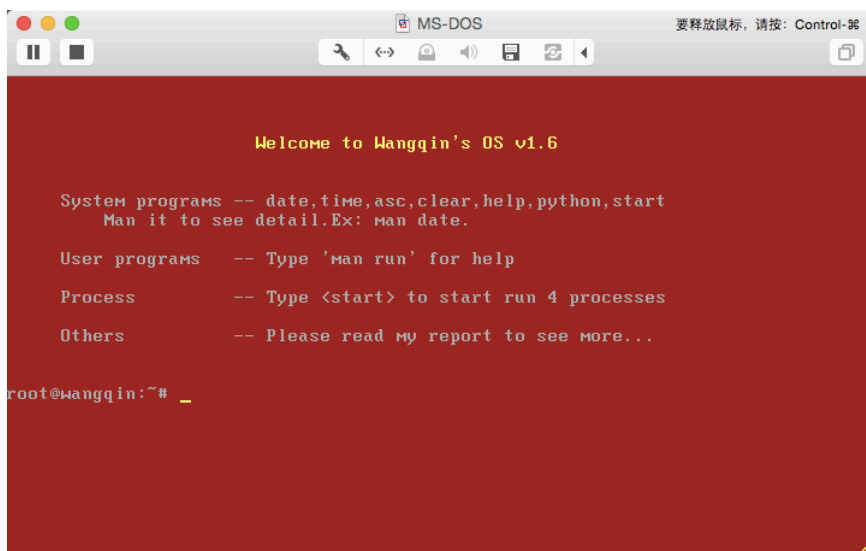 MS-DOS
要释放鼠标，请按：Control-⌘
Welcome to Wangqin's OS v1.6
System programs -- date,time,asc,clear,help,python,start
Man it to see detail.Ex: man date.
User programs -- Type 'man run' for help
Process -- Type <start> to start run 4 processes
Others -- Please read my report to see more...
root@wangqin:~# _